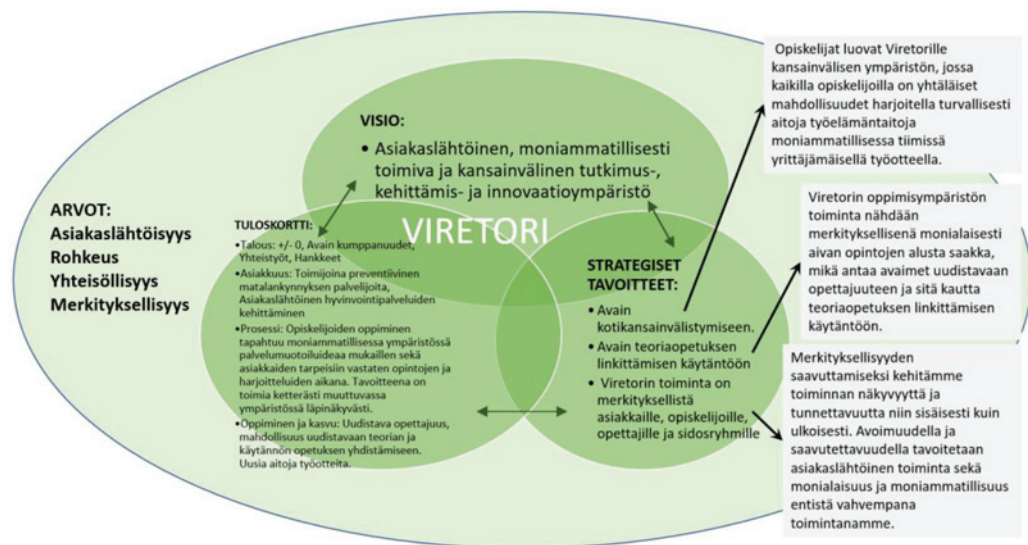 ARVOT:
Asiakaslähtöisyys
Rohkeus
Yhteisöllisyys
Merkityksellisyys
VISIO:
• Asiakaslähtöinen, moniammatillisesti
toimiva ja kansainvälinen tutkimus-,
kehittämis- ja innovaatioympäristö
VIRETORI
TULOSKORTTI:
•Talous: +/- 0, Avain kumppanuudet,
Yhteistyöt, Hankkeet
•Asiakkuus: Toimijoina preventiivinen
matalankynnyksen palvelijoita,
Asiakaslähtöinen hyvinvointipalveluiden
kehittäminen
•Prosessi: Opiskelijoiden oppiminen
tapahtuu moniammatillisessa ympäristössä
palvelumuotoiluideaa mukaillen sekä
asiakkaiden tarpeisiin vastaten opintojen ja
harjoitteluiden aikana. Tavoitteena on
toimia ketterästi muuttuvassa
ympäristössä läpinäkyvästi.
•Oppiminen ja kasvu: Uudistava opettajuus,
mahdollisuus uudistavaan teorian ja
käytännön opetuksen yhdistämiseen.
Uusia aitoja työotteita.
STRATEGISET
TAVOITTEET:
• Avain
kotikansainvälistymiseen.
• Avain teoriaopetuksen
linkittämisen käytäntöön
• Viretorin toiminta on
merkityksellistä
asiakkaille, opiskelijoille,
opettajille ja sidosryhmille
Opiskelijat luovat Viretorille
kansainvälisen ympäristön, jossa
kaikilla opiskelijoilla on yhtäläiset
mahdollisuudet harjoitella turvallisesti
aitoja työelämäntaitoja
moniammatillisessa tiimissä
yrittäjämäisellä työotteella.
Viretorin oppimisympäristön
toiminta nähdään
merkityksellisenä monialaisesti
aivan opintojen alusta saakka,
mikä antaa avaimet uudistavaan
opettajuuteen ja sitä kautta
teoriaopetuksen linkittämisen
käytäntöön.
Merkityksellisyyden
saavuttamiseksi kehitämme
toiminnan näkyvyyttä ja
tunnettavuutta niin sisäisesti kuin
ulkoisesti. Avoimuudella ja
saavutettavuudella tavoitetaan
asiakaslähtöinen toiminta sekä
monialaisuus ja moniammatillisuus
entistä vahvempana
toimintanamme.